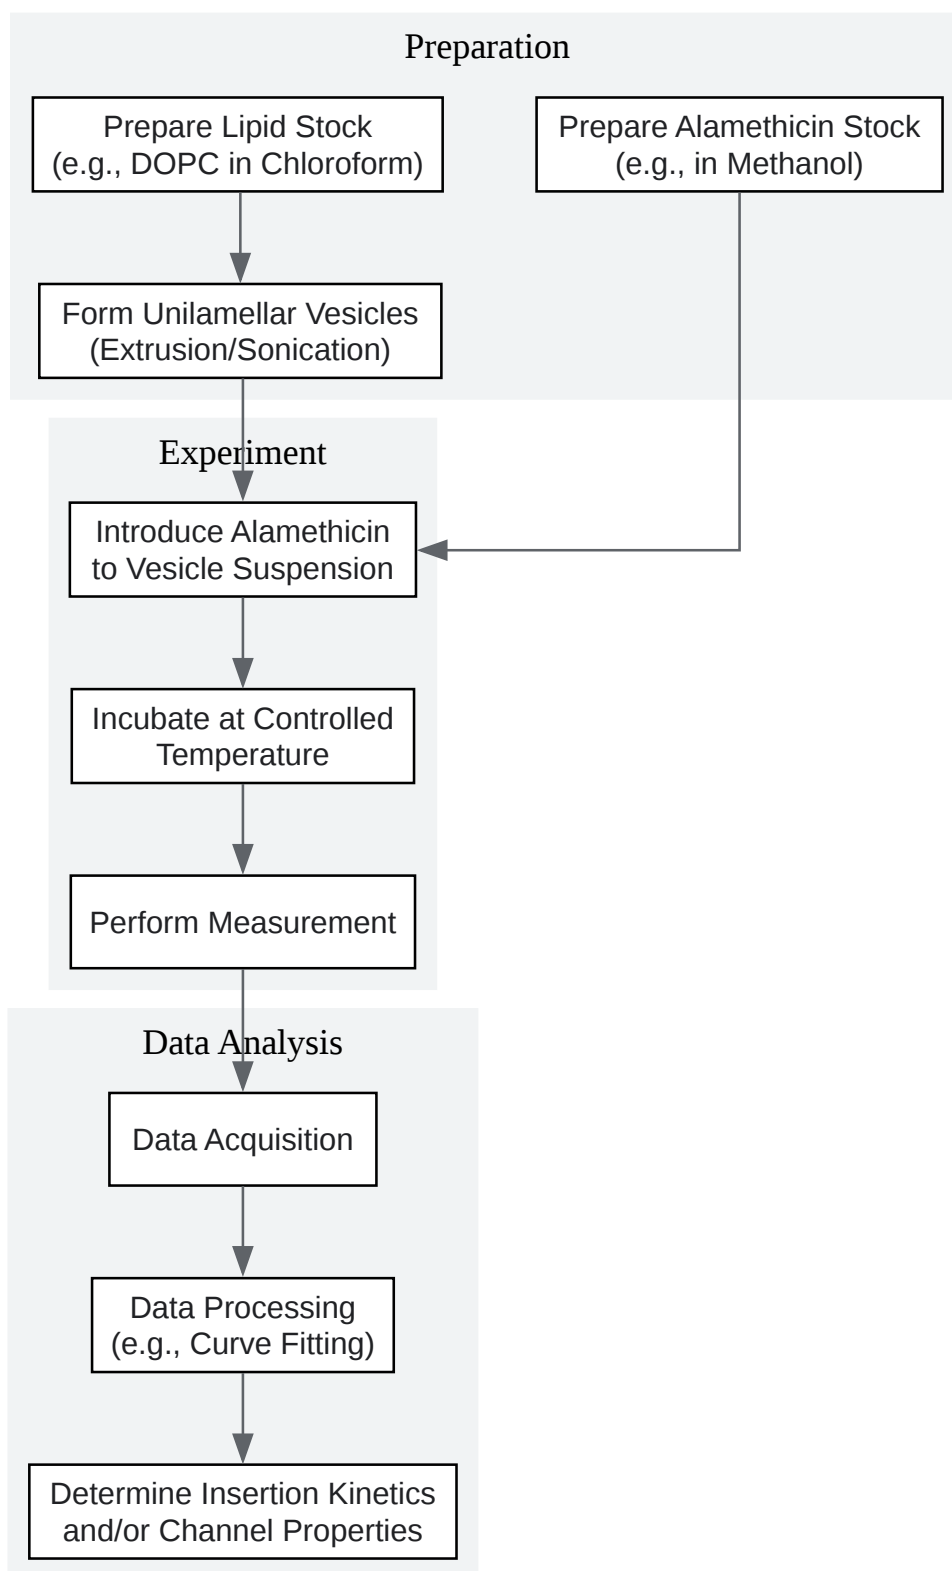 Preparation
Prepare Lipid Stock
(e.g., DOPC in Chloroform)
Prepare Alamethicin Stock
(e.g., in Methanol)
Form Unilamellar Vesicles
(Extrusion/Sonication)
Experiment
Introduce Alamethicin
to Vesicle Suspension
Incubate at Controlled
Temperature
Perform Measurement
Data Analysis
Data Acquisition
Data Processing
(e.g., Curve Fitting)
Determine Insertion Kinetics
and/or Channel Properties